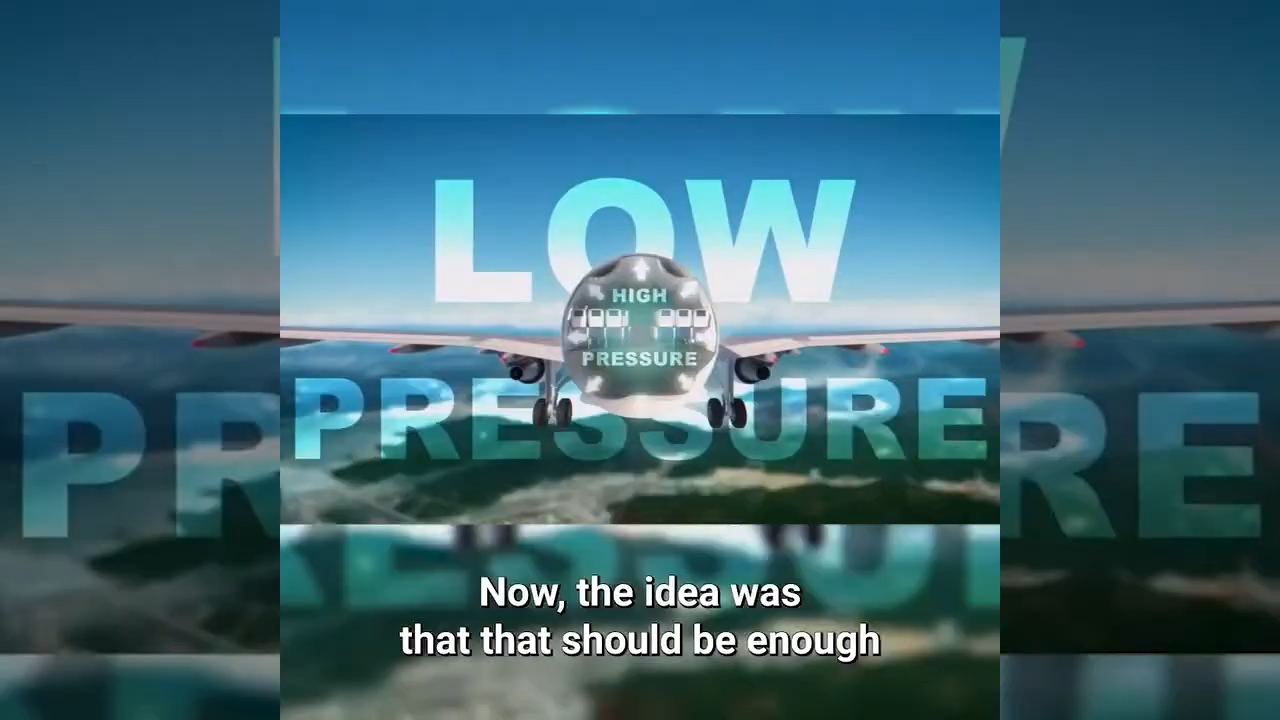 LOW
HIGH
PRESSURE
PRESSURE
Now, the idea was
that that should be enough